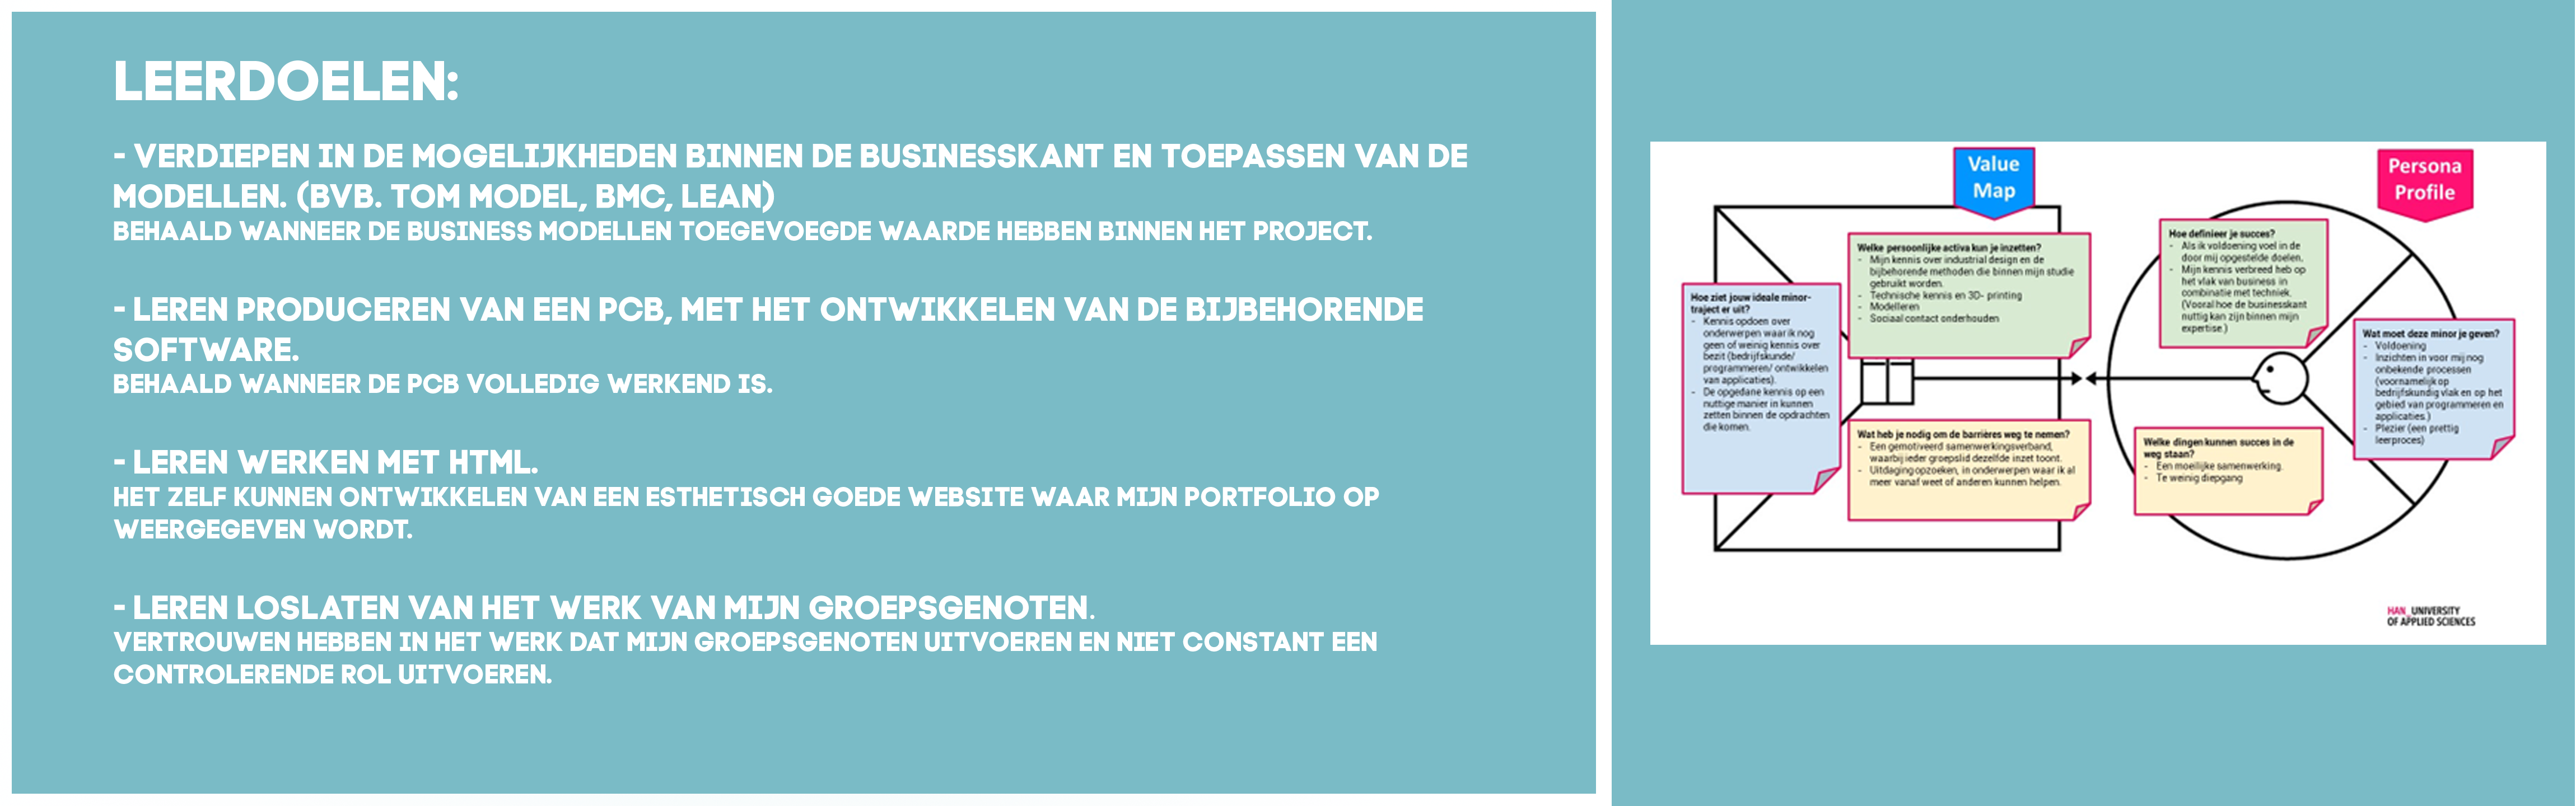 LEERDOELEN:
- VERDIEPEN IN DE MOGELIJKHEDEN BINNEN DE BUSINESSKANT EN TOEPASSEN VAN DE
MODELLEN. (BVB. TOM MODEL, BMC, LEAN)
BEHAALD WANNEER DE BUSINESS MODELLEN TOEGEVOEGDE WAARDE HEBBEN BINNEN HET PROJECT.
- LEREN PRODUCEREN VAN EEN PCB, MET HET ONTWIKKELEN VAN DE BIJBEHORENDE
SOFTWARE.
BEHAALD WANNEER DE PCB VOLLEDIG WERKEND IS.
- LEREN WERKEN MET HTML.
HET ZELF KUNNEN ONTWIKKELEN VAN EEN ESTHETISCH GOEDE WEBSITE WAAR MIJN PORTFOLIO OP
WEERGEGEVEN WORDT.
- LEREN LOSLATEN VAN HET WERK VAN MIJN GROEPSGENOTEN.
VERTROUWEN HEBBEN IN HET WERK DAT MIJN GROEPSGENOTEN UITVOEREN EN NIET CONSTANT EEN
CONTROLERENDE ROL UITVOEREN.
Value
Map
Hoe ziet jouw ideale minor-
traject er uit?
- Kennis opdoen over
onderwerpen waar ik nog
geen of weinig kennis over
bezit (bedrijfskunde/
programmeren/ ontwikkelen
van applicaties).
- De opgedane kennis op een
nuttige manier in kunnen
zetten binnen de opdrachten
die komen.
Welke persoonlijke activa kun je inzetten?
- Mijn kennis over industrial design en de
bijbehorende methoden die binnen mijn studie
gebruikt worden.
- Technische kennis en 3D- printing
- Modelleren
- Sociaal contact onderhouden
Wat heb je nodig om de barrières weg te nemen?
- Een gemotiveerd samenwerkingsverband,
waarbij ieder groepslid dezelfde inzet toont.
- Uitdaging opzoeken, in onderwerpen waar ik al
meer vanaf weet of anderen kunnen helpen.
Persona
Profile
Hoe definieer je succes?
- Als ik voldoening voel in de
door mij opgestelde doelen.
- Mijn kennis verbreed heb op
het vlak van business in
combinatie met techniek.
(Vooral hoe de businesskant
nuttig kan zijn binnen mijn
expertise.)
Wat moet deze minor je geven?
- Voldoening
- Inzichten in voor mij nog
onbekende processen
(voornamelijk op
bedrijfskundig vlak en op het
gebied van programmeren en
applicaties.)
- Plezier (een prettig
leerproces)
Welke dingen kunnen succes in de
weg staan?
- Een moeilijke samenwerking.
- Te weinig diepgang
HAN_UNIVERSITY
OF APPLIED SCIENCES